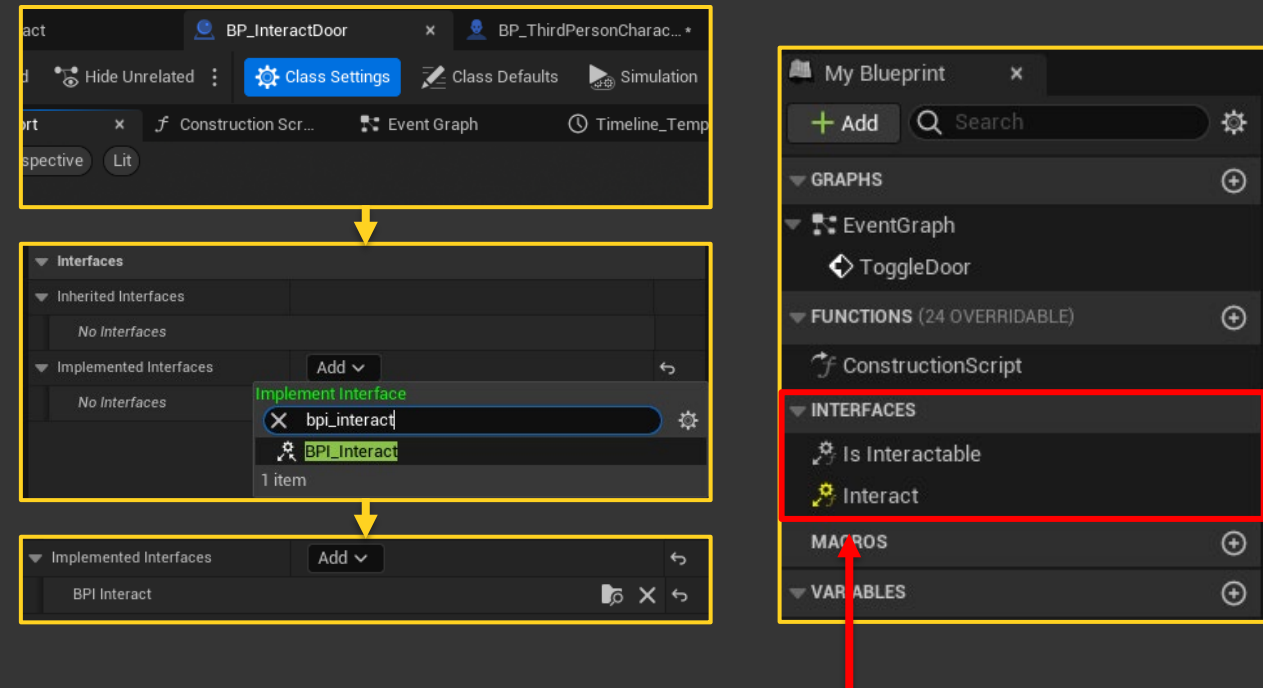 act
BP_InteractDoor
BP_ThirdPersonCharac...
Hide Unrelated
Class Settings
Class Defaults
Simulation
ort
Construction Scr...
Event Graph
Timeline_Temp
spective
Lit
Interfaces
Inherited Interfaces
No Interfaces
Implemented Interfaces
Add
No Interfaces
Implement Interface
bpi_interact
BPI_Interact
1 item
Implemented Interfaces
Add
BPI Interact
My Blueprint
+ Add
Search
GRAPHS
EventGraph
ToggleDoor
FUNCTIONS (24 OVERRIDABLE)
ConstructionScript
INTERFACES
Is Interactable
Interact
MACROS
VARIABLES